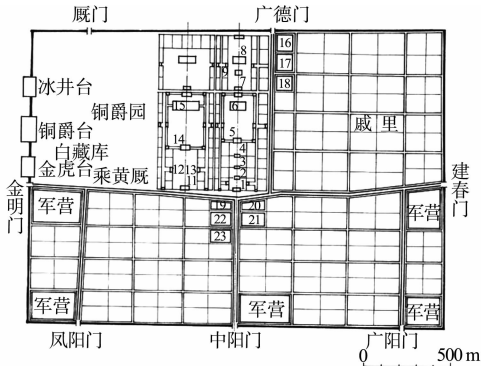 厩门 广德门
8 16
9 17
7 18
冰井台
15 6
铜爵园
戚里
铜爵台
5
14 4
白藏库 3
金虎台 乘黄厩 12 13 2
11 1
建春门
金明门
军营 19 20 军营
22 21
23
军营 军营 军营
凤阳门 中阳门 广阳门
0 500 m